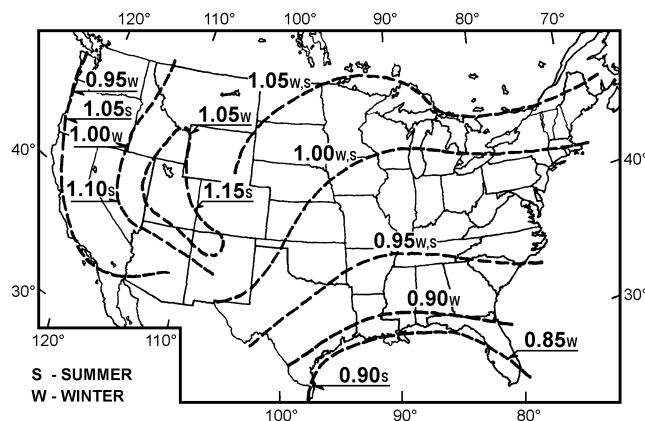 120° 110° 100° 90° 80° 70°
0.95W
1.05W,S
1.05S
1.05W
1.00W
40°
1.00W,S
40°
1.10S
1.15S
0.95W,S
30°
0.90W
30°
120°
110°
0.85W
S - SUMMER
0.90S
W - WINTER
100° 90° 80°